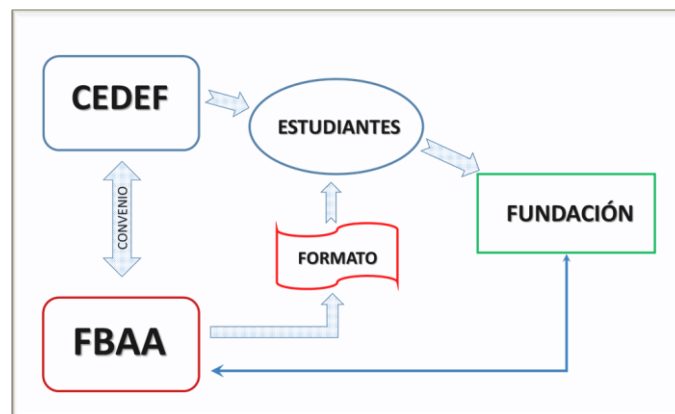 CEDEF
ESTUDIANTES
CONVENIO
FUNDACIÓN
FORMATO
FBAA